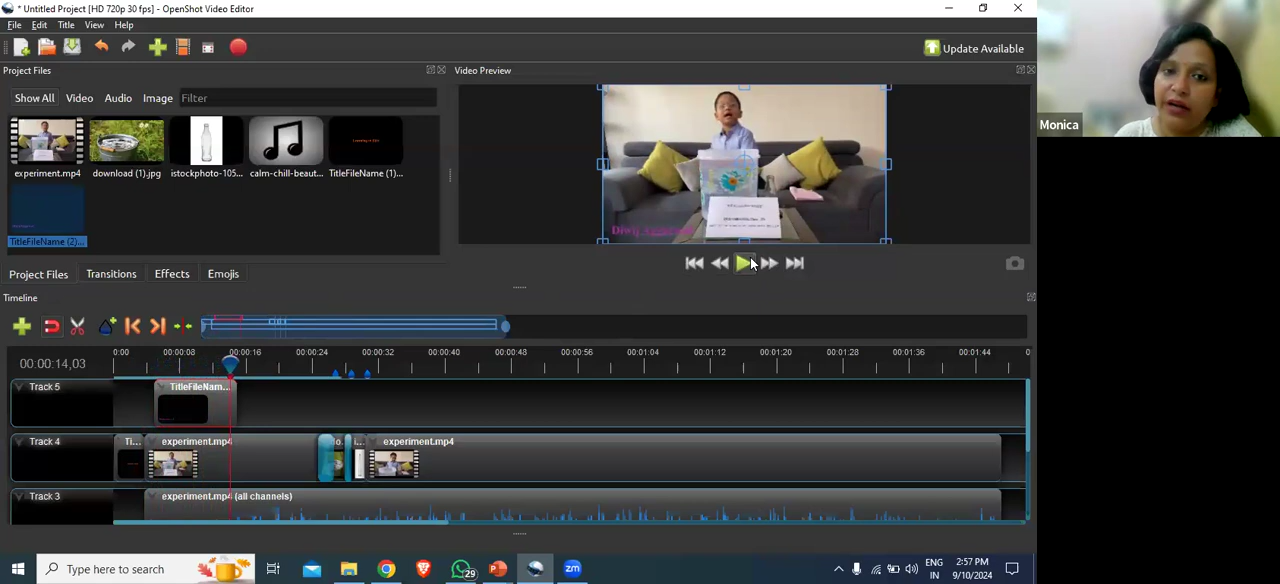 * Untitled Project [HD 720p 30 fps] - OpenShot Video Editor
File Edit Title View Help
Update Available
Project Files
Video Preview
Show All Video Audio Image Filter
Monica
experiment.mp4 download (1).jpg istockphoto-105... calm-chill-beaut... TitleFileName (1)...
TitleFileName (2)...
Project Files Transitions Effects Emojis
Timeline
00:00:14,03
0:00 00:00:08 00:00:16 00:00:24 00:00:32 00:00:40 00:00:48 00:00:56 00:01:04 00:01:12 00:01:20 00:01:28 00:01:36 00:01:44 0
Track 5 TitleFileNam...
Track 4 Ti... experiment.mp4 experiment.mp4
Track 3 experiment.mp4 (all channels)
Type here to search
29
zm
ENG
IN
2:57 PM
9/10/2024